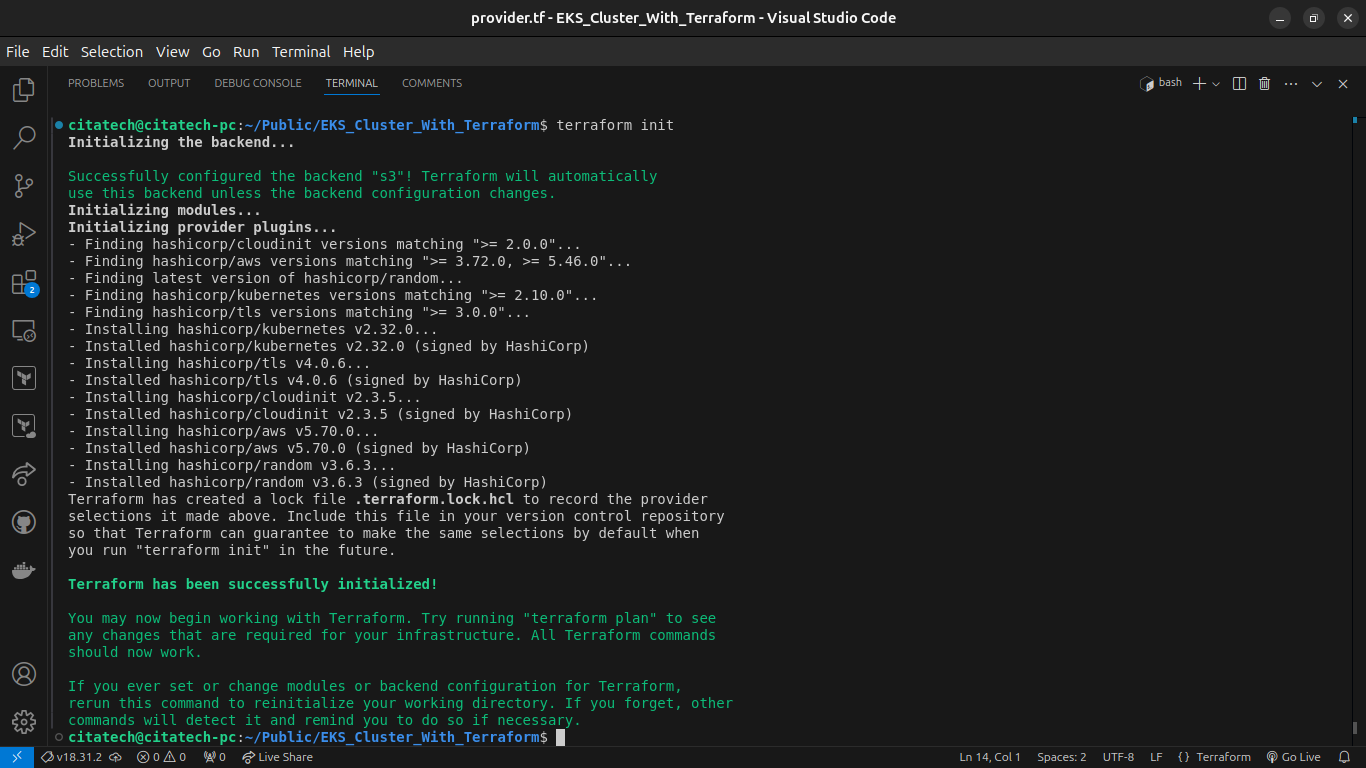 provider.tf - EKS_Cluster_With_Terraform - Visual Studio Code
File Edit Selection View Go Run Terminal Help
PROBLEMS OUTPUT DEBUG CONSOLE TERMINAL COMMENTS bash
citatech@citatech-pc:~/Public/EKS_Cluster_With_Terraform$ terraform init
Initializing the backend...
Successfully configured the backend "s3"! Terraform will automatically
use this backend unless the backend configuration changes.
Initializing modules...
Initializing provider plugins...
- Finding hashicorp/cloudinit versions matching ">= 2.0.0"...
- Finding hashicorp/aws versions matching ">= 3.72.0, >= 5.46.0"...
- Finding latest version of hashicorp/random...
- Finding hashicorp/kubernetes versions matching ">= 2.10.0"...
- Finding hashicorp/tls versions matching ">= 3.0.0"...
- Installing hashicorp/kubernetes v2.32.0...
- Installed hashicorp/kubernetes v2.32.0 (signed by HashiCorp)
- Installing hashicorp/tls v4.0.6...
- Installed hashicorp/tls v4.0.6 (signed by HashiCorp)
- Installing hashicorp/cloudinit v2.3.5...
- Installed hashicorp/cloudinit v2.3.5 (signed by HashiCorp)
- Installing hashicorp/aws v5.70.0...
- Installed hashicorp/aws v5.70.0 (signed by HashiCorp)
- Installing hashicorp/random v3.6.3...
- Installed hashicorp/random v3.6.3 (signed by HashiCorp)
Terraform has created a lock file .terraform.lock.hcl to record the provider
selections it made above. Include this file in your version control repository
so that Terraform can guarantee to make the same selections by default when
you run "terraform init" in the future.
Terraform has been successfully initialized!
You may now begin working with Terraform. Try running "terraform plan" to see
any changes that are required for your infrastructure. All Terraform commands
should now work.
If you ever set or change modules or backend configuration for Terraform,
rerun this command to reinitialize your working directory. If you forget, other
commands will detect it and remind you to do so if necessary.
citatech@citatech-pc:~/Public/EKS_Cluster_With_Terraform$
2
v18.31.2 0 0 0 Live Share Ln 14, Col 1 Spaces: 2 UTF-8 LF {} Terraform Go Live